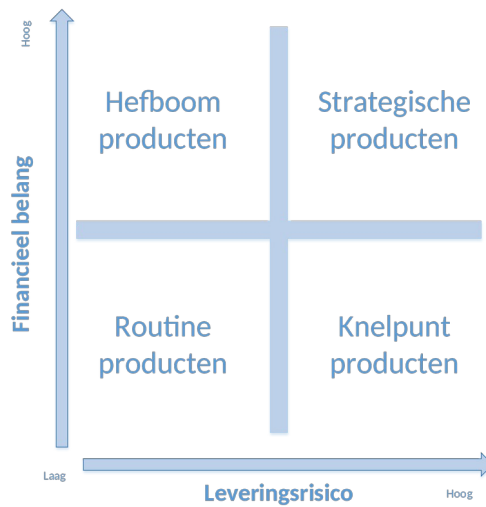 Hoog
Financieel belang
Hefboom
producten
Strategische
producten
Routine
producten
Knelpunt
producten
Laag
Leveringsrisico
Hoog